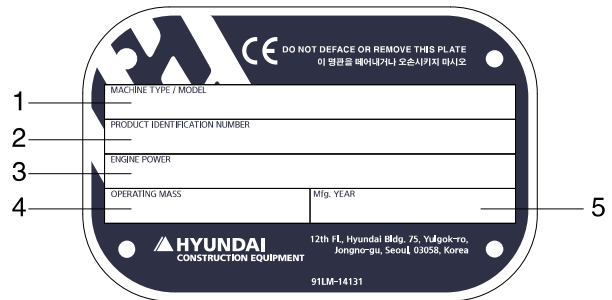 CE DO NOT DEFACE OR REMOVE THIS PLATE
이 명판을 떼어내거나 오손시키지 마시오
1 MACHINE TYPE / MODEL
2 PRODUCT IDENTIFICATION NUMBER
3 ENGINE POWER
4 OPERATING MASS Mfg. YEAR 5
HYUNDAI
CONSTRUCTION EQUIPMENT
12th Fl., Hyundai Bldg. 75, Yulgok-ro,
Jongno-gu, Seoul, 03058, Korea
91LM-14131